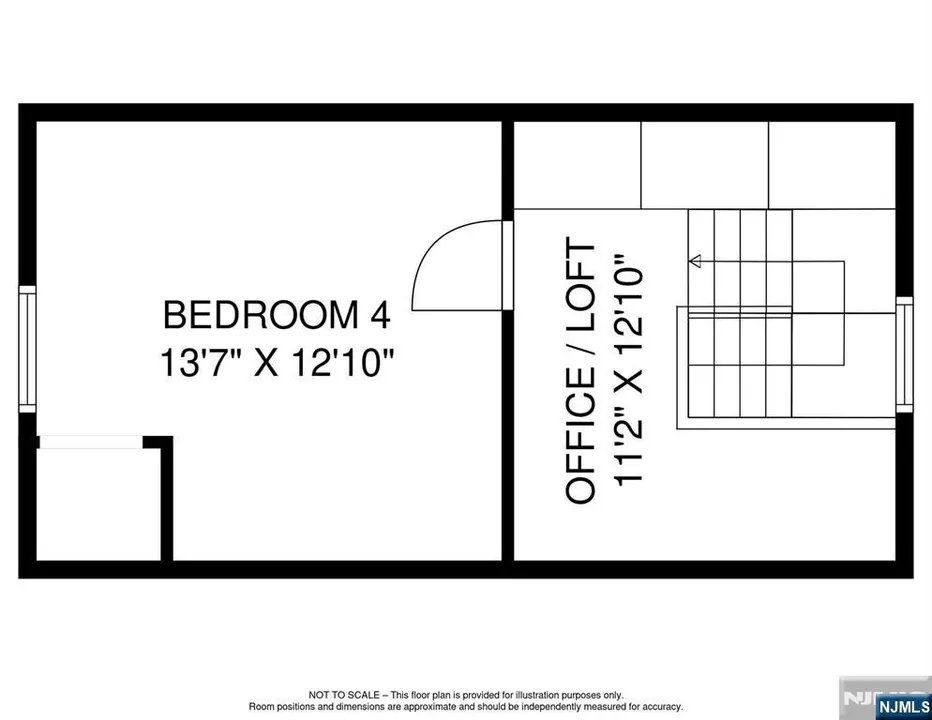 BEDROOM 4
13'7" X 12'10"
OFFICE / LOFT
11'2" X 12'10"
NOT TO SCALE – This floor plan is provided for illustration purposes only.
Room positions and dimensions are approximate and should be independently measured for accuracy.
NJMLS
NJMLS